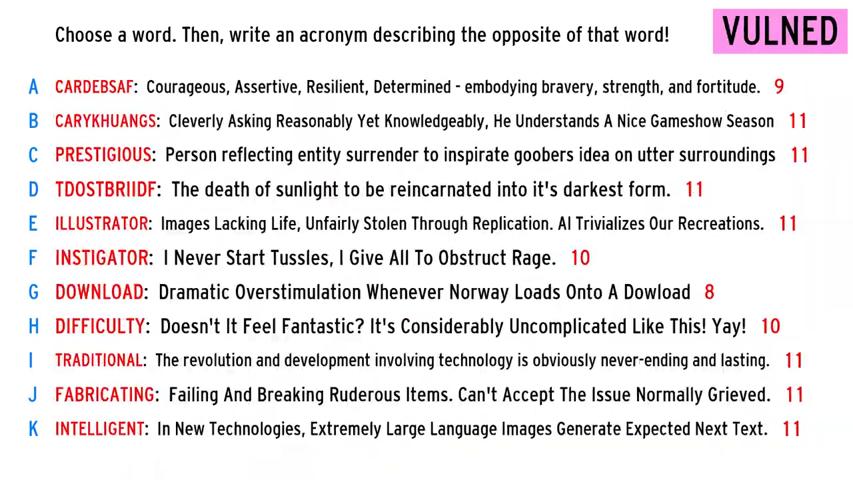 Choose a word. Then, write an acronym describing the opposite of that word!
VULNED
A CARDEBSAF: Courageous, Assertive, Resilient, Determined - embodying bravery, strength, and fortitude. 9
B CARYKHUANGS: Cleverly Asking Reasonably Yet Knowledgeably, He Understands A Nice Gameshow Season 11
C PRESTIGIOUS: Person reflecting entity surrender to inspirate goobers idea on utter surroundings 11
D TDOSTBRIIDF: The death of sunlight to be reincarnated into it's darkest form. 11
E ILLUSTRATOR: Images Lacking Life, Unfairly Stolen Through Replication. AI Trivializes Our Recreations. 11
F INSTIGATOR: I Never Start Tussles, I Give All To Obstruct Rage. 10
G DOWNLOAD: Dramatic Overstimulation Whenever Norway Loads Onto A Dowload 8
H DIFFICULTY: Doesn't It Feel Fantastic? It's Considerably Uncomplicated Like This! Yay! 10
I TRADITIONAL: The revolution and development involving technology is obviously never-ending and lasting. 11
J FABRICATING: Failing And Breaking Ruderous Items. Can't Accept The Issue Normally Grieved. 11
K INTELLIGENT: In New Technologies, Extremely Large Language Images Generate Expected Next Text. 11